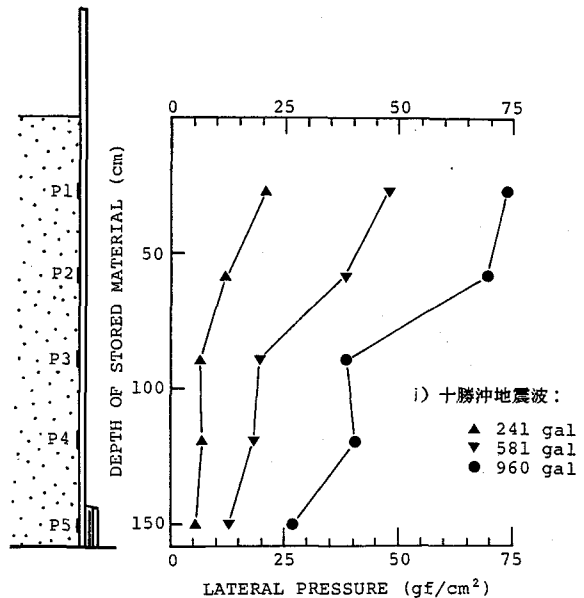 0 25 50 75
P1
50
P2
DEPTH OF STORED MATERIAL (cm)
P3
100
i) 十勝沖地震波:
▲ 241 gal
▼ 581 gal
● 960 gal
P4
P5
150
0 25 50 75
LATERAL PRESSURE (gf/cm²)